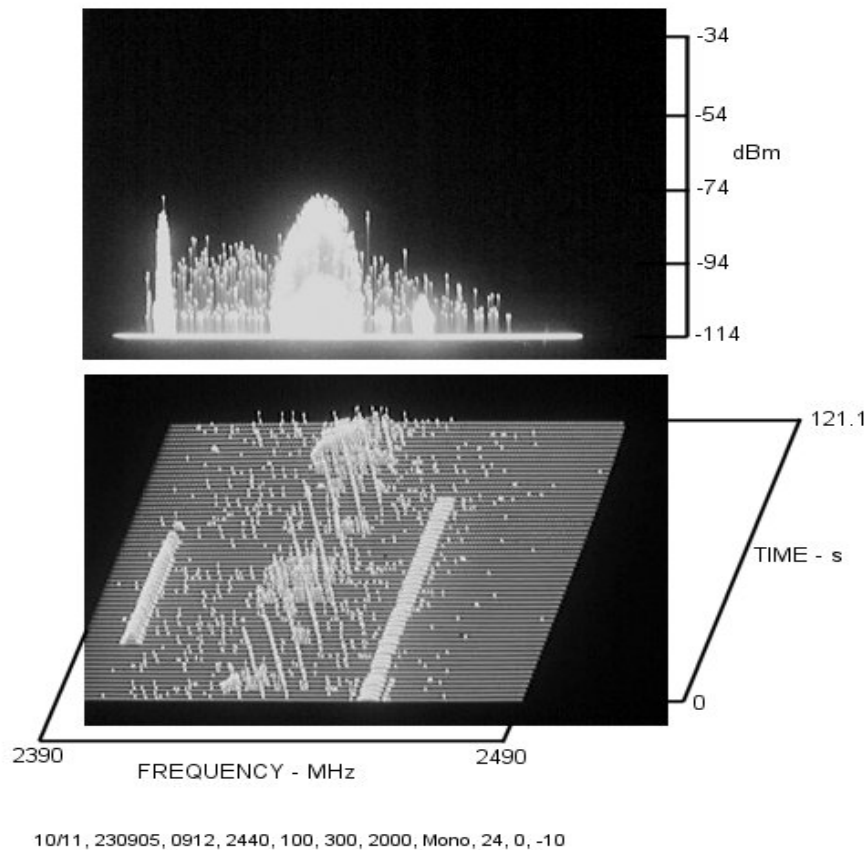 -34
-54
dBm
-74
-94
-114
121.1
TIME - s
0
2390
2490
FREQUENCY - MHz
10/11, 230905, 0912, 2440, 100, 300, 2000, Mono, 24, 0, -10